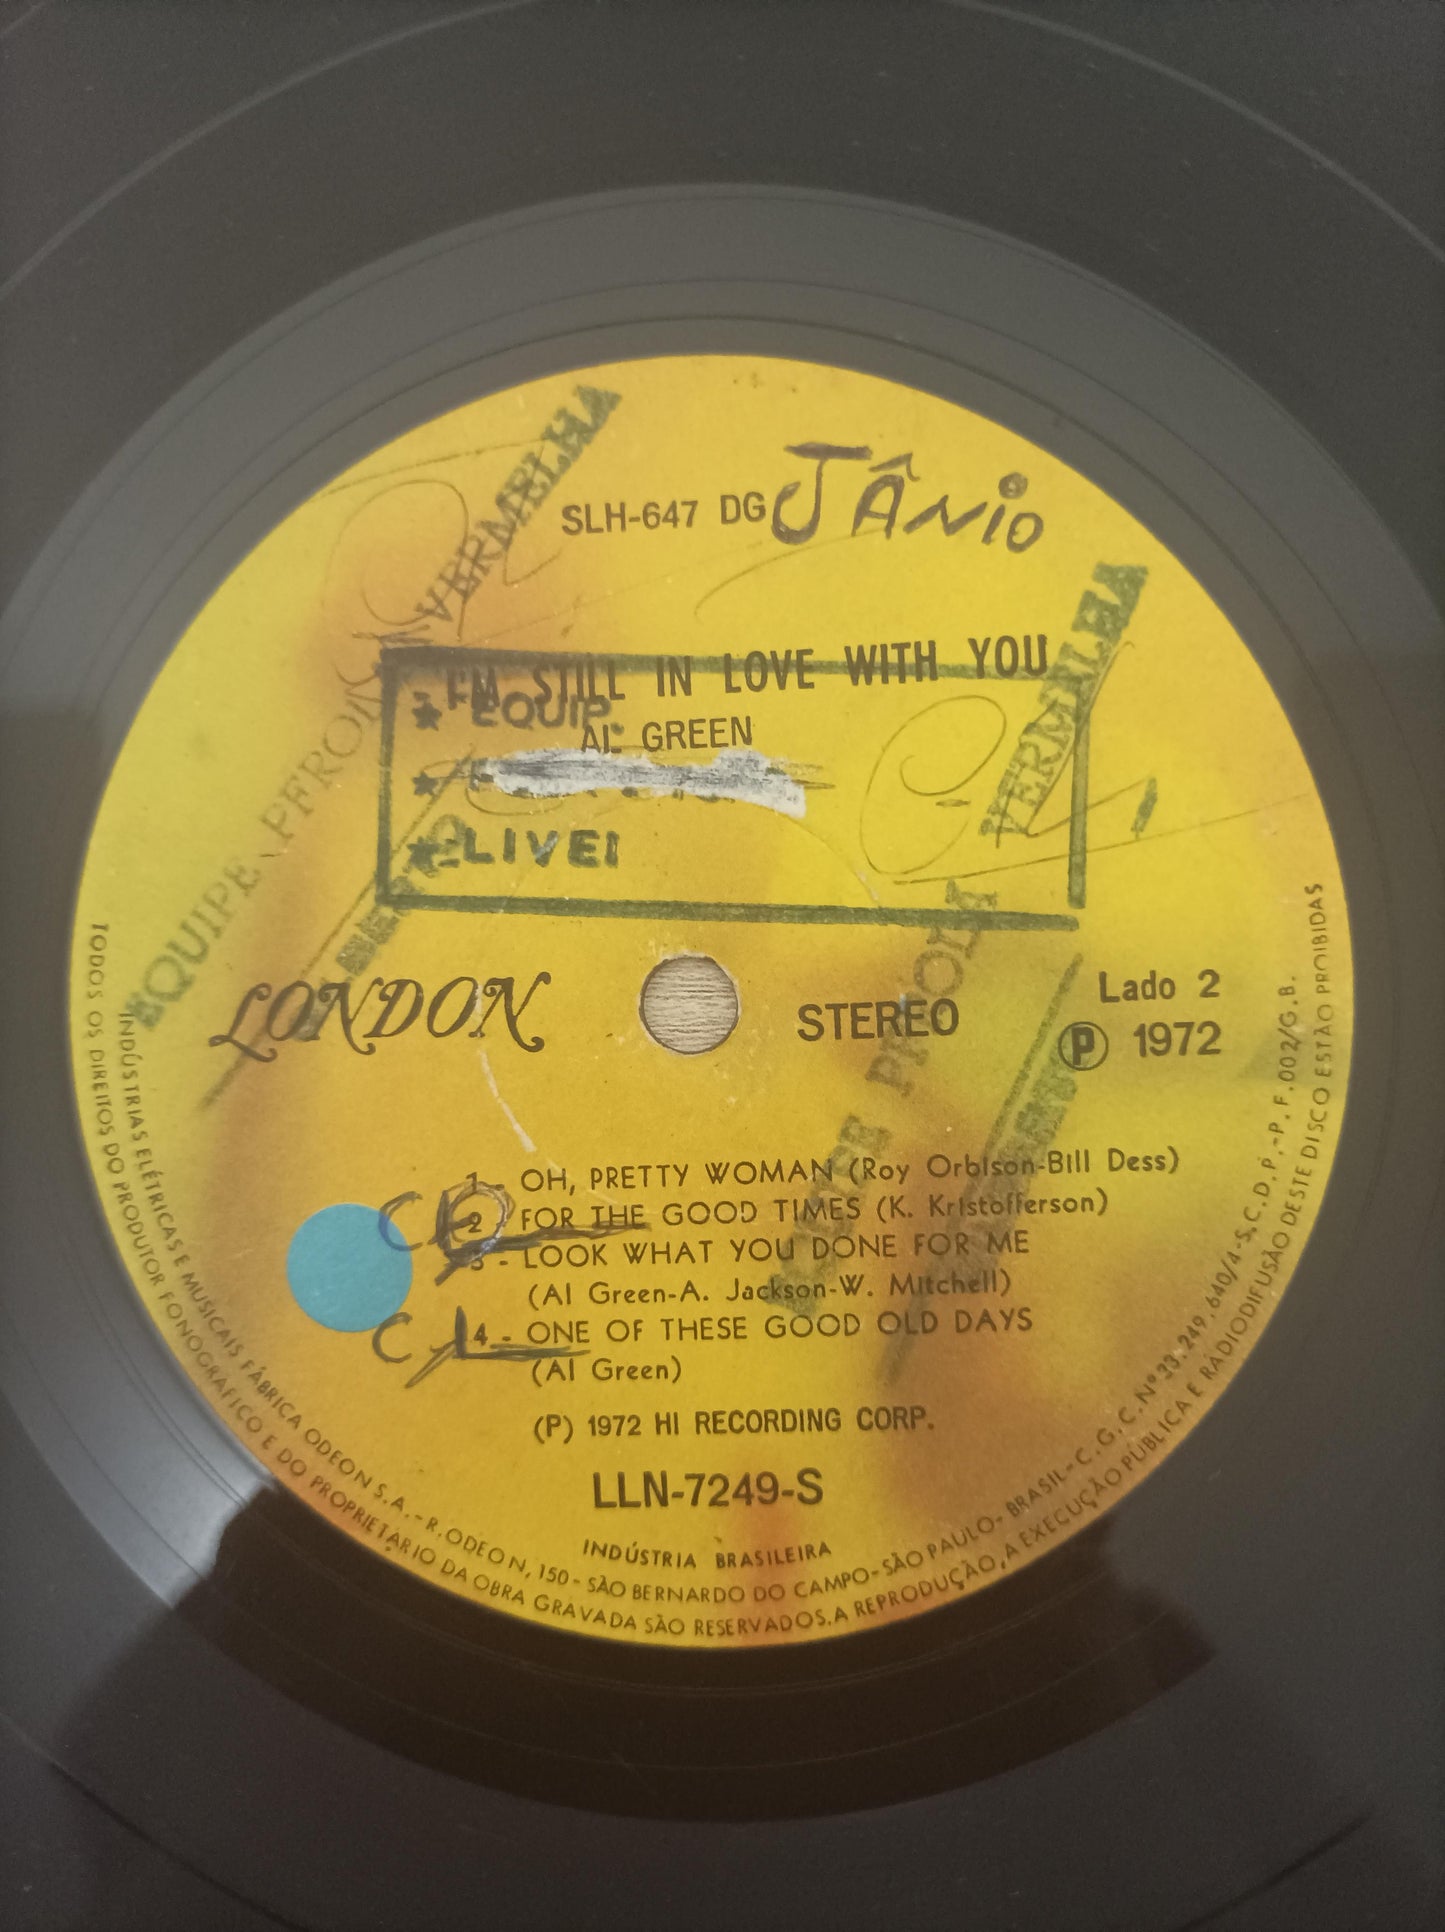 SLH-647 DG
JÂNiO
VERMELHA
I'M STILL IN LOVE WITH YOU
EQUIP.
AL GREEN
LIVE!
EQUIPE
VERMELHA
LONDON
STEREO
Lado 2
Ⓟ 1972
1 - OH, PRETTY WOMAN (Roy Orbison-Bill Dess)
2 - FOR THE GOOD TIMES (K. Kristofferson)
3 - LOOK WHAT YOU DONE FOR ME
(Al Green-A. Jackson-W. Mitchell)
4 - ONE OF THESE GOOD OLD DAYS
(Al Green)
(P) 1972 HI RECORDING CORP.
LLN-7249-S
INDÚSTRIA BRASILEIRA
INDÚSTRIAS ELÉTRICAS E MUSICAIS FÁBRICA ODEON S.A.-R.ODEON, 150-SÃO BERNARDO DO CAMPO-SÃO PAULO-BRASIL-C.G.C.Nº33.249.640/4-S.C.D.P.-P.F.002/G.B.
TODOS OS DIREITOS DO PRODUTOR FONOGRÁFICO E DO PROPRIETÁRIO DA OBRA GRAVADA SÃO RESERVADOS.A REPRODUÇÃO,A EXECUÇÃO PÚBLICA E RADIODIFUSÃO DESTE DISCO ESTÃO PROIBIDAS